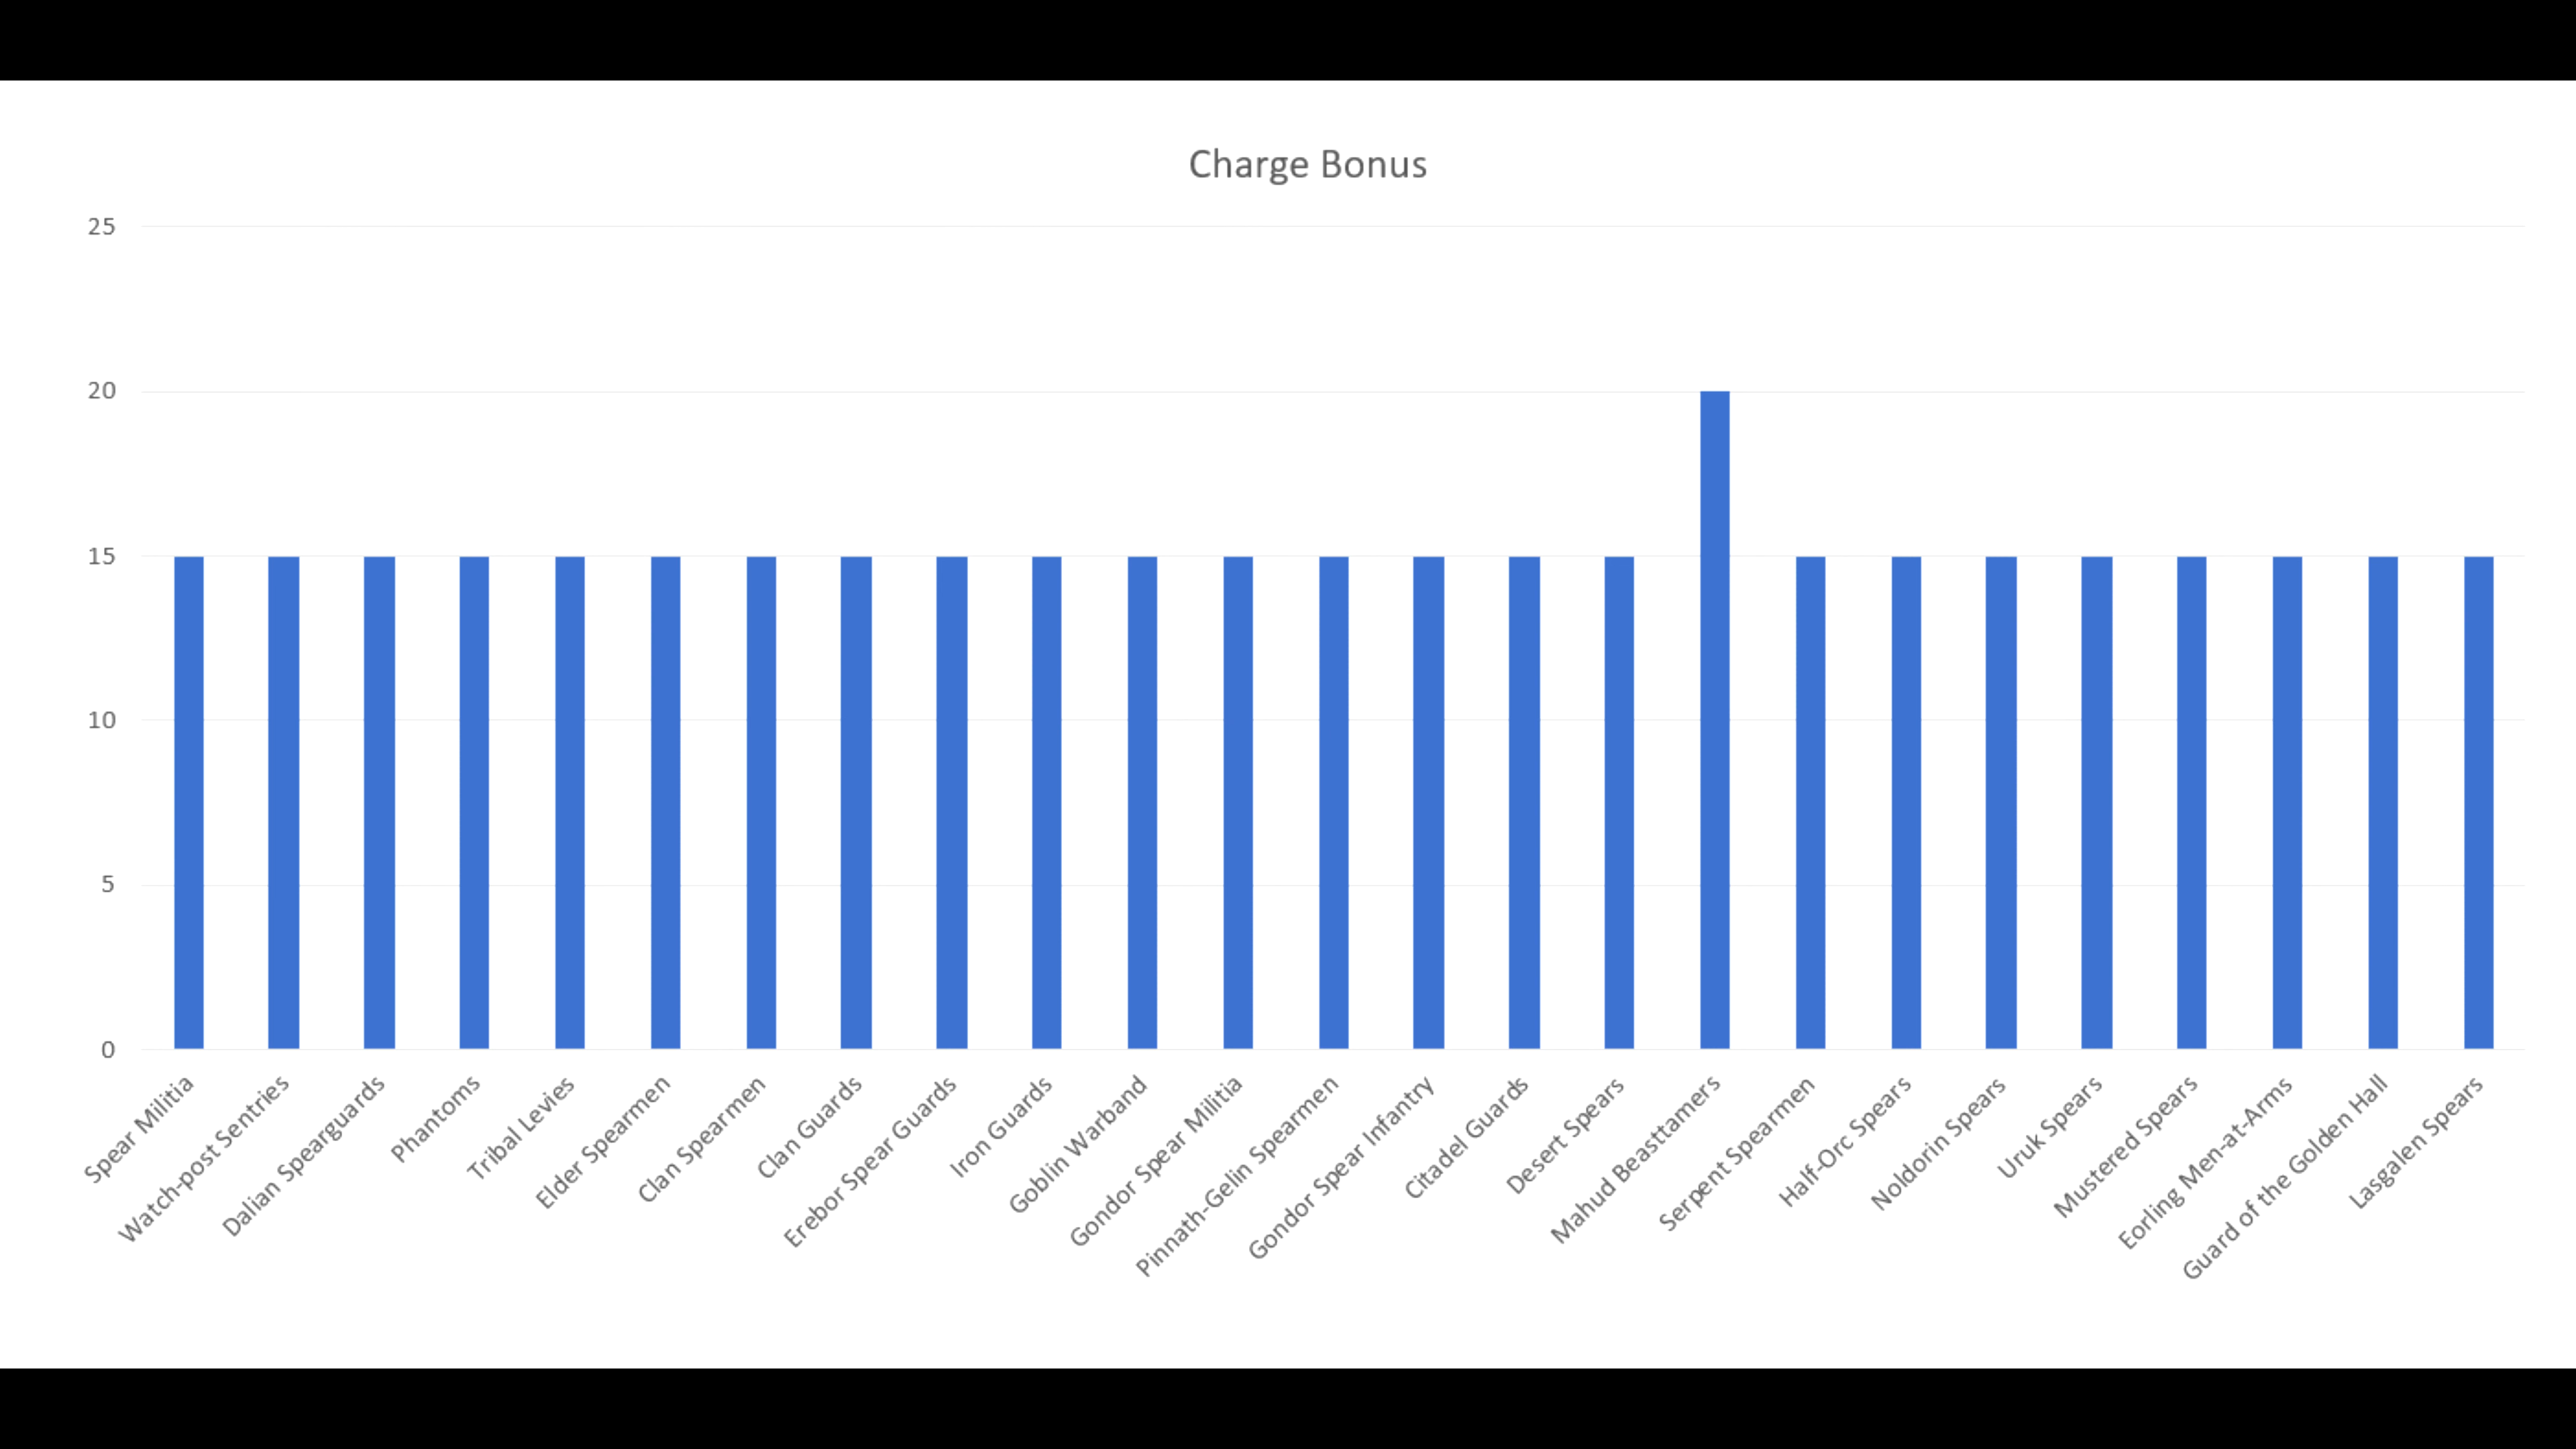 Charge Bonus
25
20
15
10
5
0
Spear Militia
Watch-post Sentries
Dalian Spearguards
Phantoms
Tribal Levies
Elder Spearmen
Clan Spearmen
Clan Guards
Erebor Spear Guards
Iron Guards
Goblin Warband
Gondor Spear Militia
Pinnath-Gelin Spearmen
Gondor Spear Infantry
Citadel Guards
Desert Spears
Mahud Beasttamers
Serpent Spearmen
Half-Orc Spears
Noldorin Spears
Uruk Spears
Mustered Spears
Eorling Men-at-Arms
Guard of the Golden Hall
Lasgalen Spears